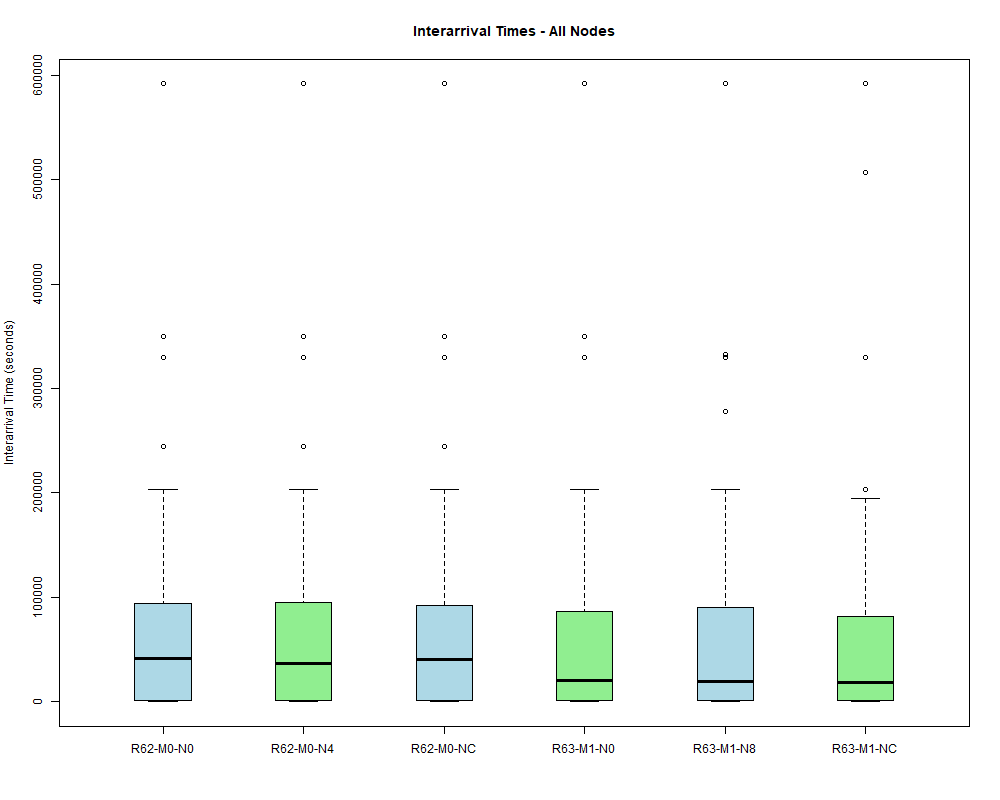 Interarrival Times - All Nodes
Interarrival Time (seconds)
600000
500000
400000
300000
200000
100000
0
R62-M0-N0 R62-M0-N4 R62-M0-NC R63-M1-N0 R63-M1-N8 R63-M1-NC